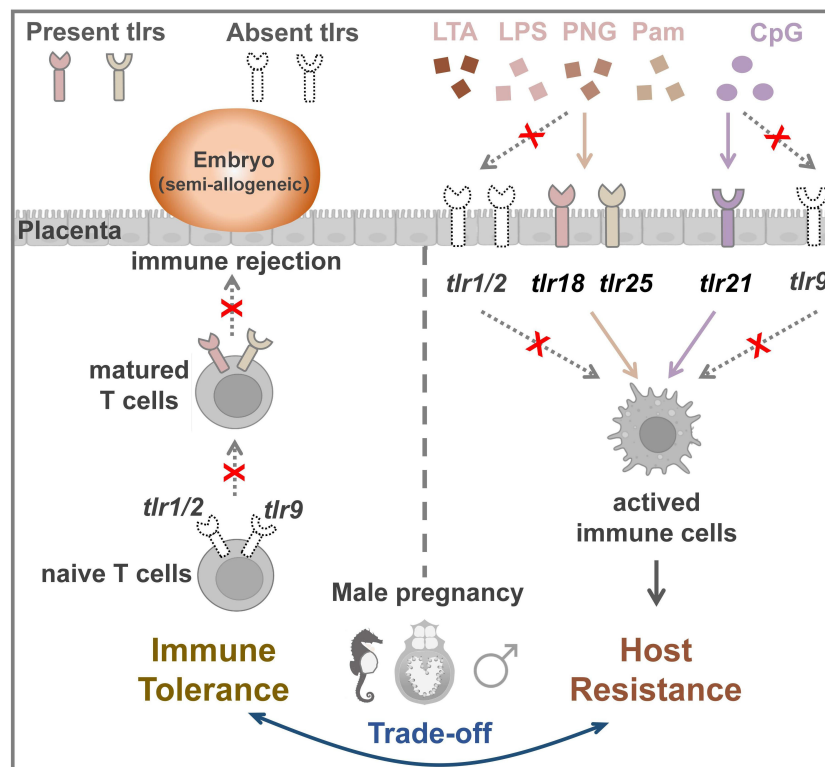 Present tlrs
Absent tlrs
LTA LPS PNG Pam CpG
Embryo
(semi-allogeneic)
Placenta
immune rejection
tlr1/2 tlr18 tlr25 tlr21 tlr9
matured
T cells
tlr1/2 tlr9
naive T cells
actived
immune cells
Male pregnancy
Immune
Tolerance
Host
Resistance
Trade-off